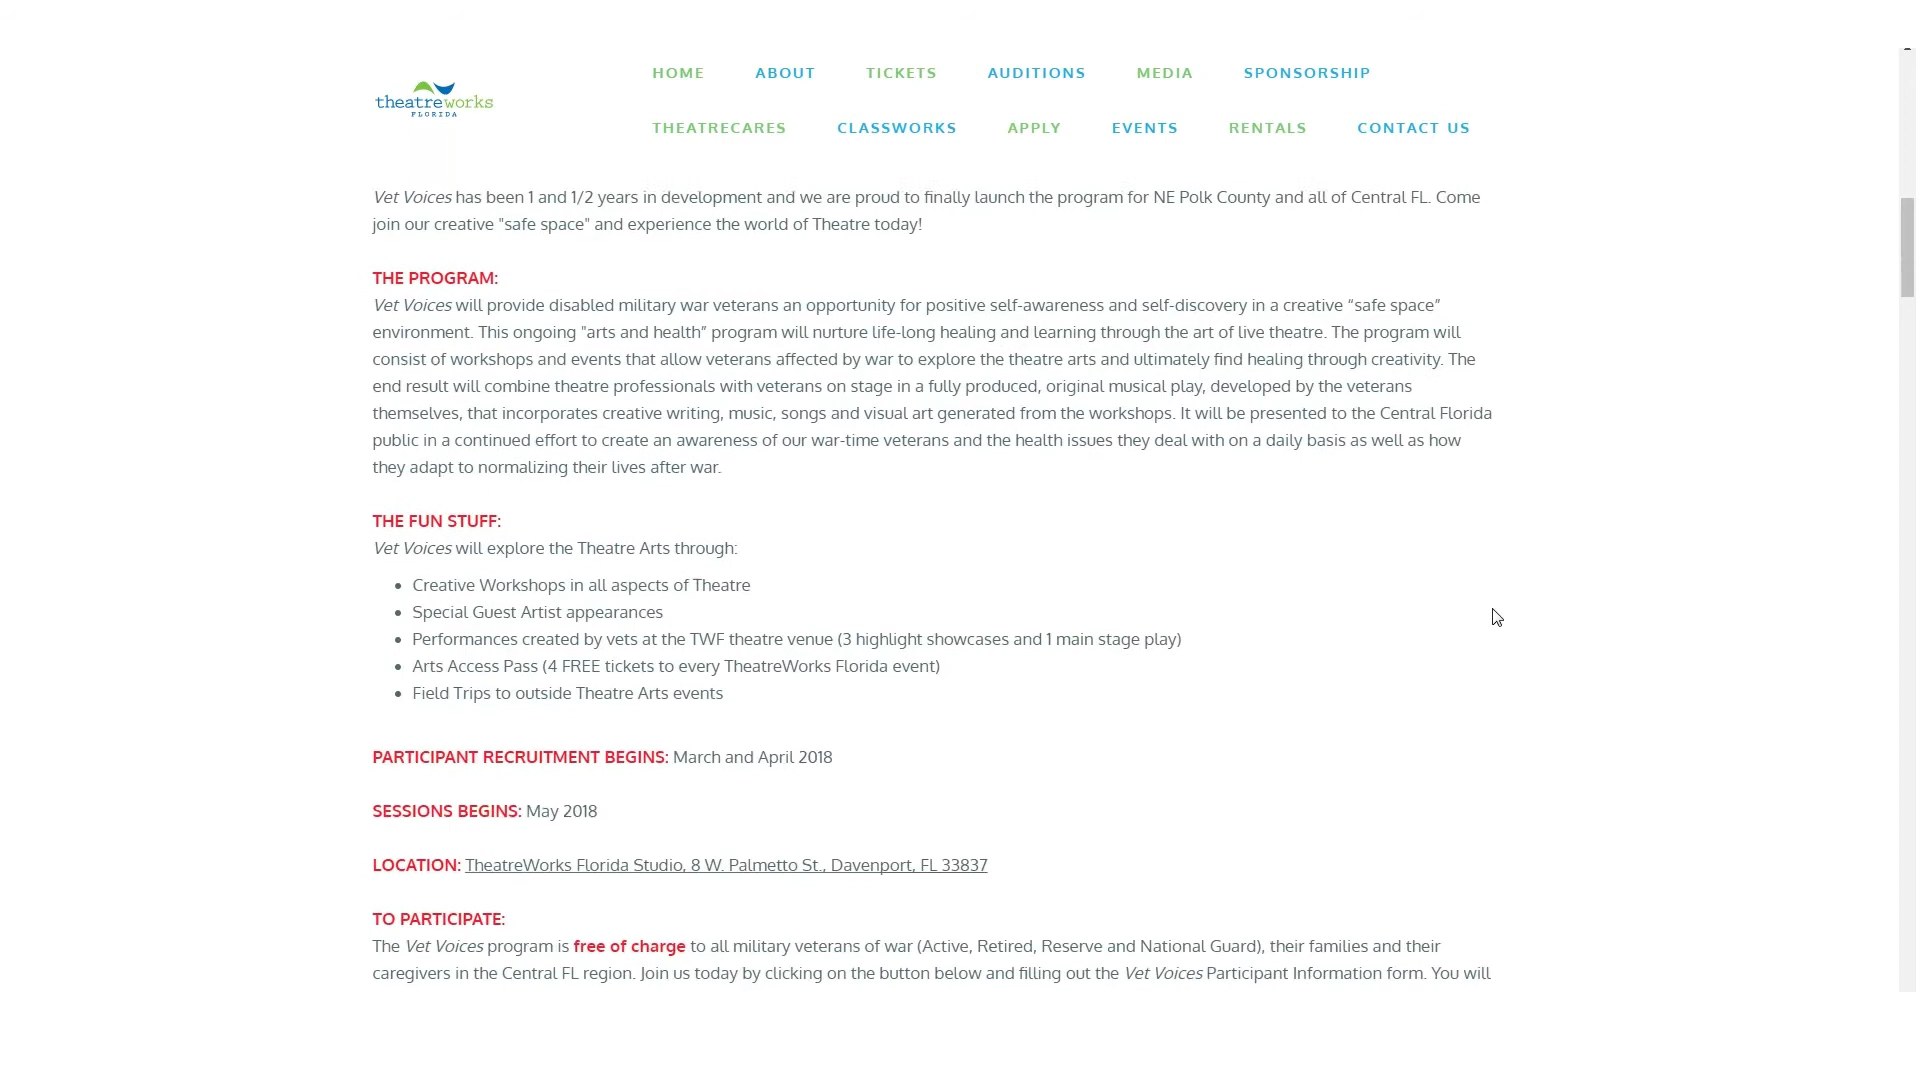 HOME ABOUT TICKETS AUDITIONS MEDIA SPONSORSHIP
theatreworks
FLORIDA
THEATRECARES CLASSWORKS APPLY EVENTS RENTALS CONTACT US
Vet Voices has been 1 and 1/2 years in development and we are proud to finally launch the program for NE Polk County and all of Central FL. Come
join our creative "safe space" and experience the world of Theatre today!
THE PROGRAM:
Vet Voices will provide disabled military war veterans an opportunity for positive self-awareness and self-discovery in a creative “safe space”
environment. This ongoing "arts and health” program will nurture life-long healing and learning through the art of live theatre. The program will
consist of workshops and events that allow veterans affected by war to explore the theatre arts and ultimately find healing through creativity. The
end result will combine theatre professionals with veterans on stage in a fully produced, original musical play, developed by the veterans
themselves, that incorporates creative writing, music, songs and visual art generated from the workshops. It will be presented to the Central Florida
public in a continued effort to create an awareness of our war-time veterans and the health issues they deal with on a daily basis as well as how
they adapt to normalizing their lives after war.
THE FUN STUFF:
Vet Voices will explore the Theatre Arts through:
• Creative Workshops in all aspects of Theatre
• Special Guest Artist appearances
• Performances created by vets at the TWF theatre venue (3 highlight showcases and 1 main stage play)
• Arts Access Pass (4 FREE tickets to every TheatreWorks Florida event)
• Field Trips to outside Theatre Arts events
PARTICIPANT RECRUITMENT BEGINS: March and April 2018
SESSIONS BEGINS: May 2018
LOCATION: TheatreWorks Florida Studio, 8 W. Palmetto St., Davenport, FL 33837
TO PARTICIPATE:
The Vet Voices program is free of charge to all military veterans of war (Active, Retired, Reserve and National Guard), their families and their
caregivers in the Central FL region. Join us today by clicking on the button below and filling out the Vet Voices Participant Information form. You will